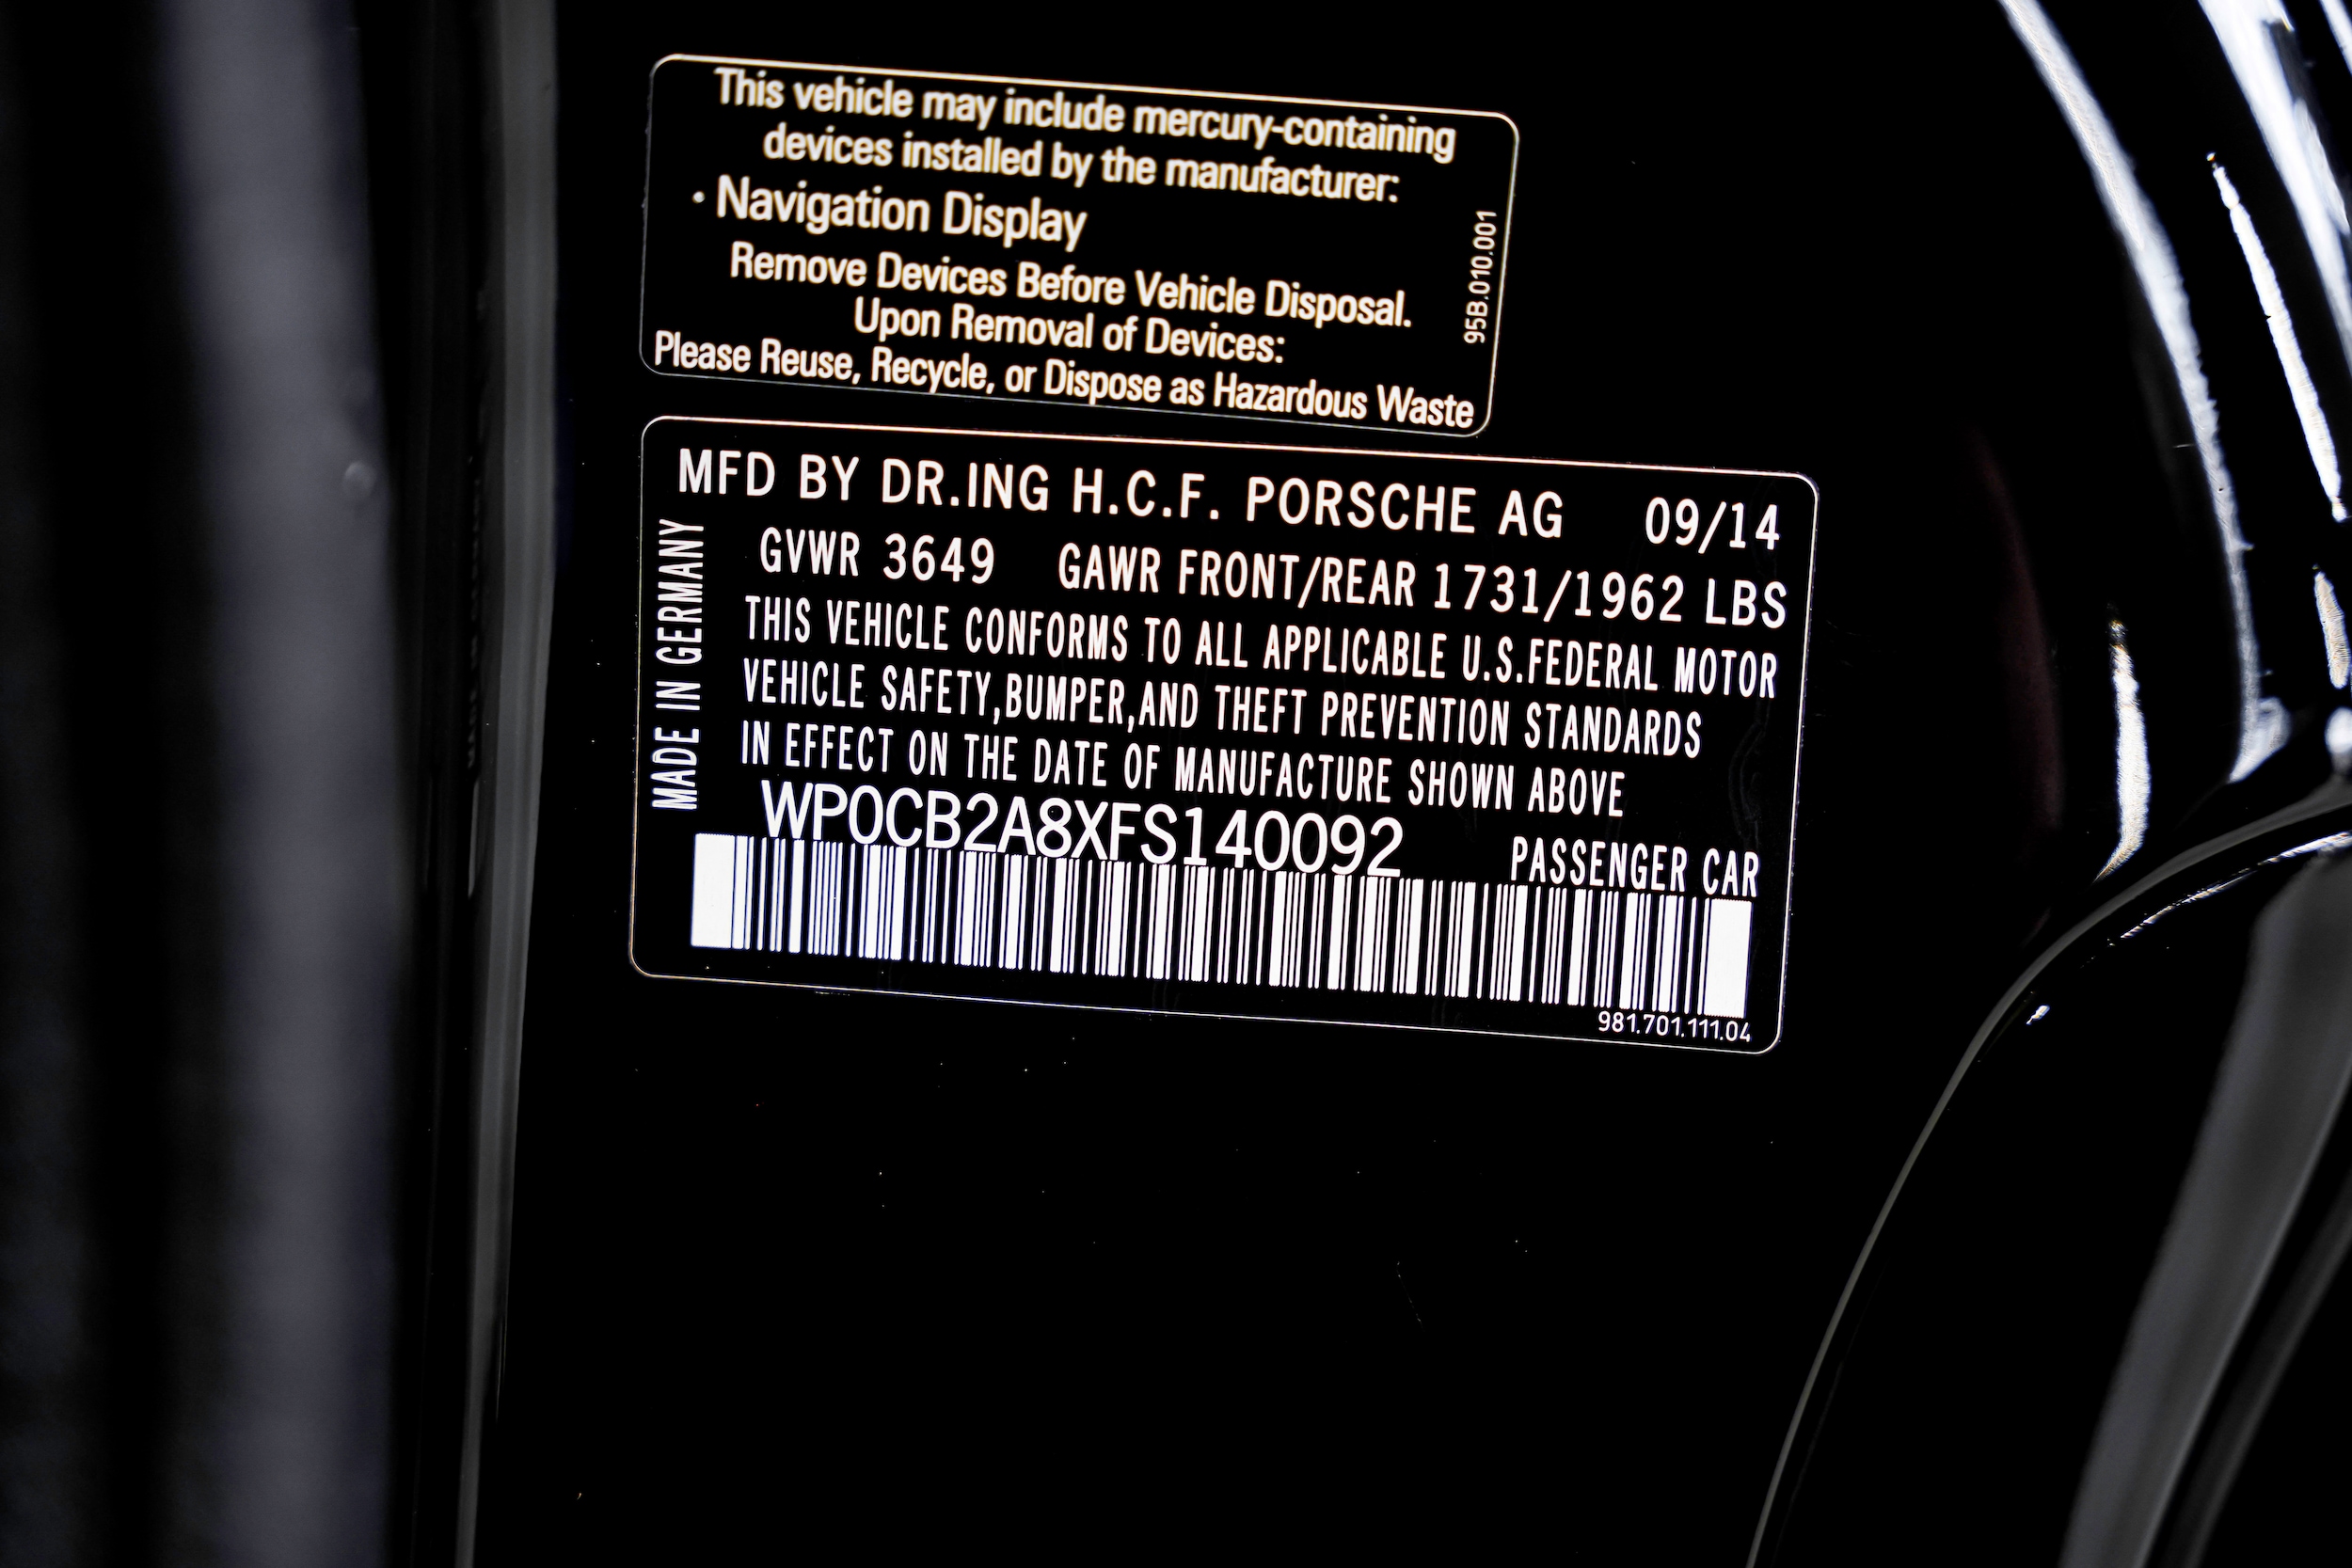 This vehicle may include mercury-containing
devices installed by the manufacturer:
· Navigation Display
Remove Devices Before Vehicle Disposal.
Upon Removal of Devices:
Please Reuse, Recycle, or Dispose as Hazardous Waste
95B.010.001
MFD BY DR.ING H.C.F. PORSCHE AG 09/14
GVWR 3649 GAWR FRONT/REAR 1731/1962 LBS
THIS VEHICLE CONFORMS TO ALL APPLICABLE U.S.FEDERAL MOTOR
VEHICLE SAFETY,BUMPER,AND THEFT PREVENTION STANDARDS
IN EFFECT ON THE DATE OF MANUFACTURE SHOWN ABOVE
WP0CB2A8XFS140092 PASSENGER CAR
MADE IN GERMANY
981.701.111.04